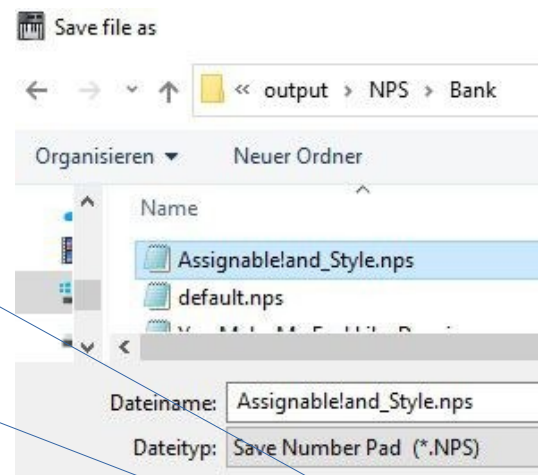 Save file as
« output › NPS › Bank
Organisieren Neuer Ordner
Name
Assignable!and_Style.nps
default.nps
Dateiname: Assignable!and_Style.nps
Dateityp: Save Number Pad (*.NPS)